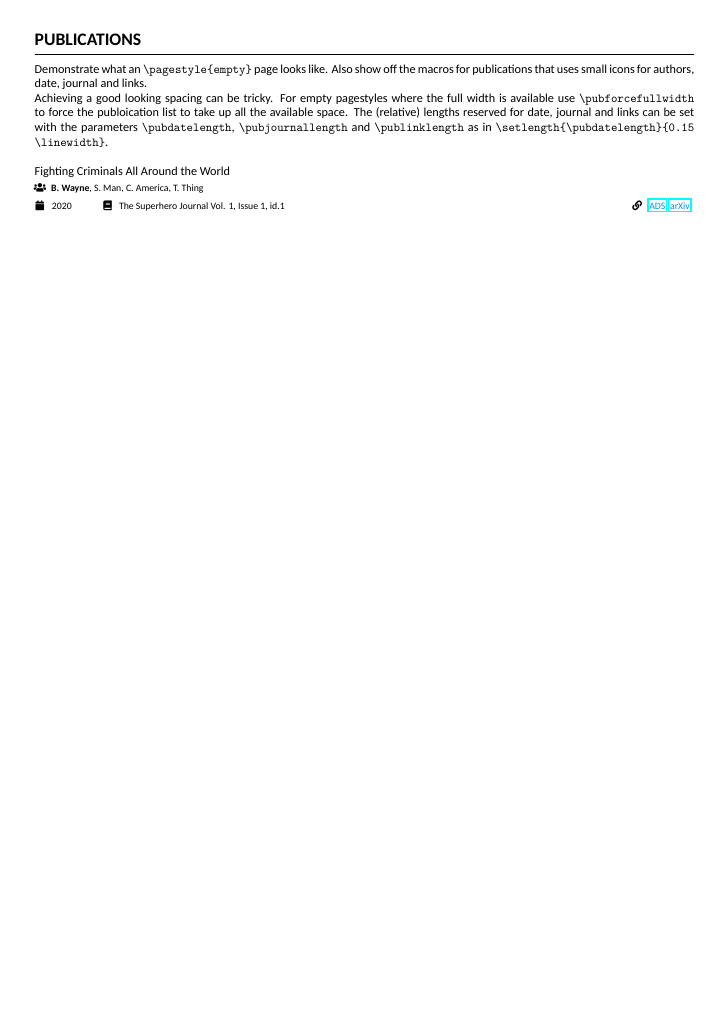 PUBLICATIONS
Demonstrate what an \pagestyle{empty} page looks like. Also show off the macros for publications that uses small icons for authors,
date, journal and links.
Achieving a good looking spacing can be tricky. For empty pagestyles where the full width is available use \pubforcefullwidth
to force the publoication list to take up all the available space. The (relative) lengths reserved for date, journal and links can be set
with the parameters \pubdatelength, \pubjournallength and \publinklength as in \setlength{\pubdatelength}{0.15
\linewidth}.
Fighting Criminals All Around the World
B. Wayne, S. Man, C. America, T. Thing
2020 The Superhero Journal Vol. 1, Issue 1, id.1 ADS arXiv